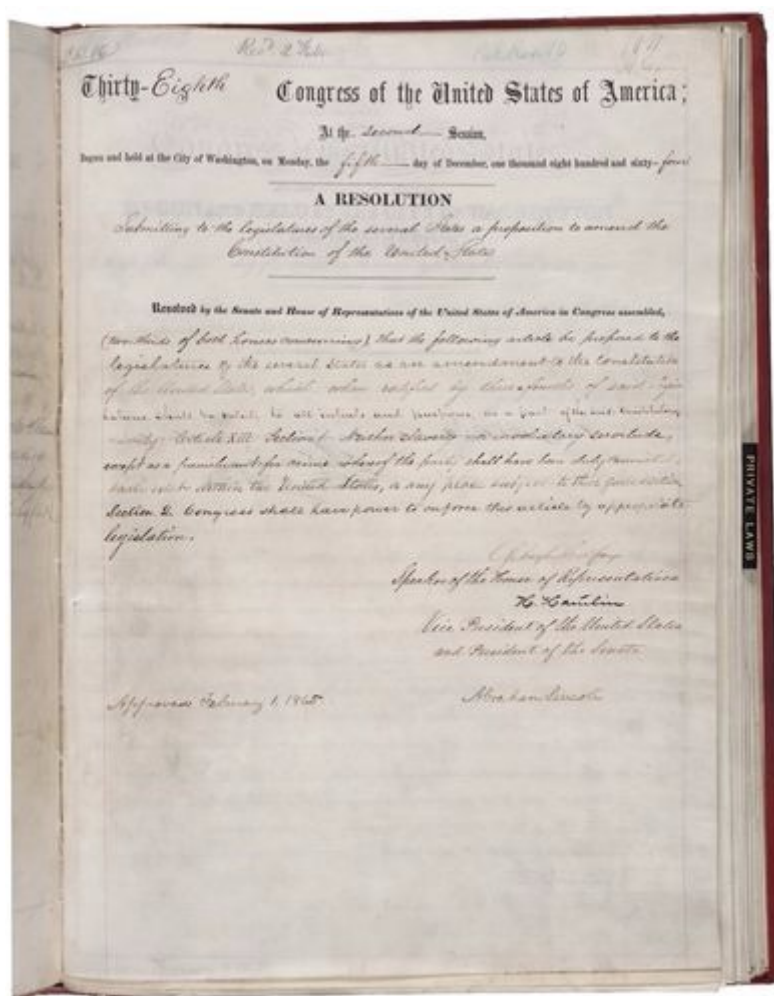 Thirty-Eighth Congress of the United States of America;
At the second Session,
Begun and held at the City of Washington, on Monday, the fifth day of December, one thousand eight hundred and sixty-four
A RESOLUTION
Submitting to the legislatures of the several States a proposition to amend the
Constitution of the United States
Resolved by the Senate and House of Representatives of the United States of America in Congress assembled,
(two-thirds of both houses concurring), that the following article be proposed to the
legislatures of the several States as an amendment to the Constitution
of the United States, which, when ratified by three-fourths of said
shall be valid, to all intents and purposes, as a part of the said Constitution
namely: Article XIII. Section 1. Neither slavery nor involuntary servitude,
except as a punishment for crime whereof the party shall have been duly
shall exist within the United States, or any place subject to their jurisdiction
Section 2. Congress shall have power to enforce this article by appropriate
legislation.
Speaker of the House of Representatives
H. Hamlin
Vice President of the United States
and President of the Senate
Approved February 1, 1865.
Abraham Lincoln
PRIVATE LAWS